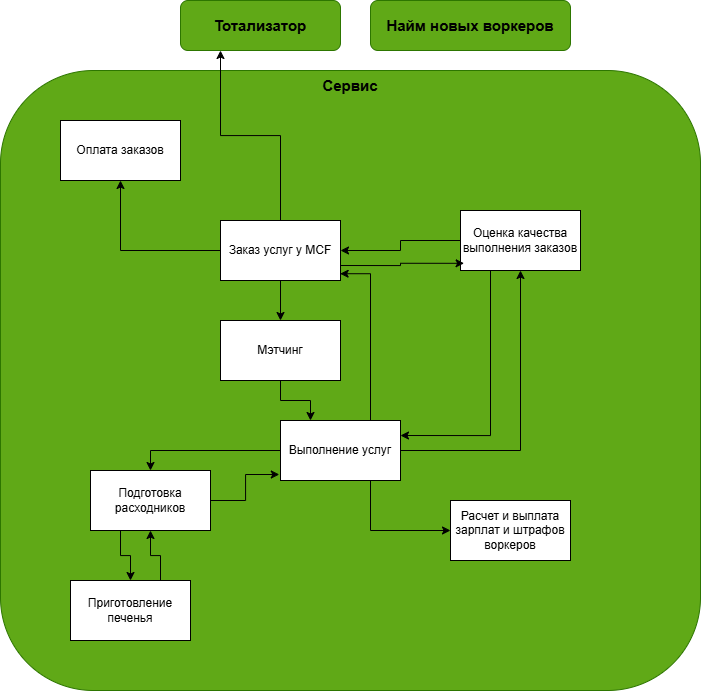 Тотализатор
Найм новых воркеров
Сервис
Оплата заказов
Заказ услуг у MCF
Оценка качества
выполнения заказов
Мэтчинг
Выполнение услуг
Подготовка
расходников
Расчет и выплата
зарплат и штрафов
воркеров
Приготовление
печенья